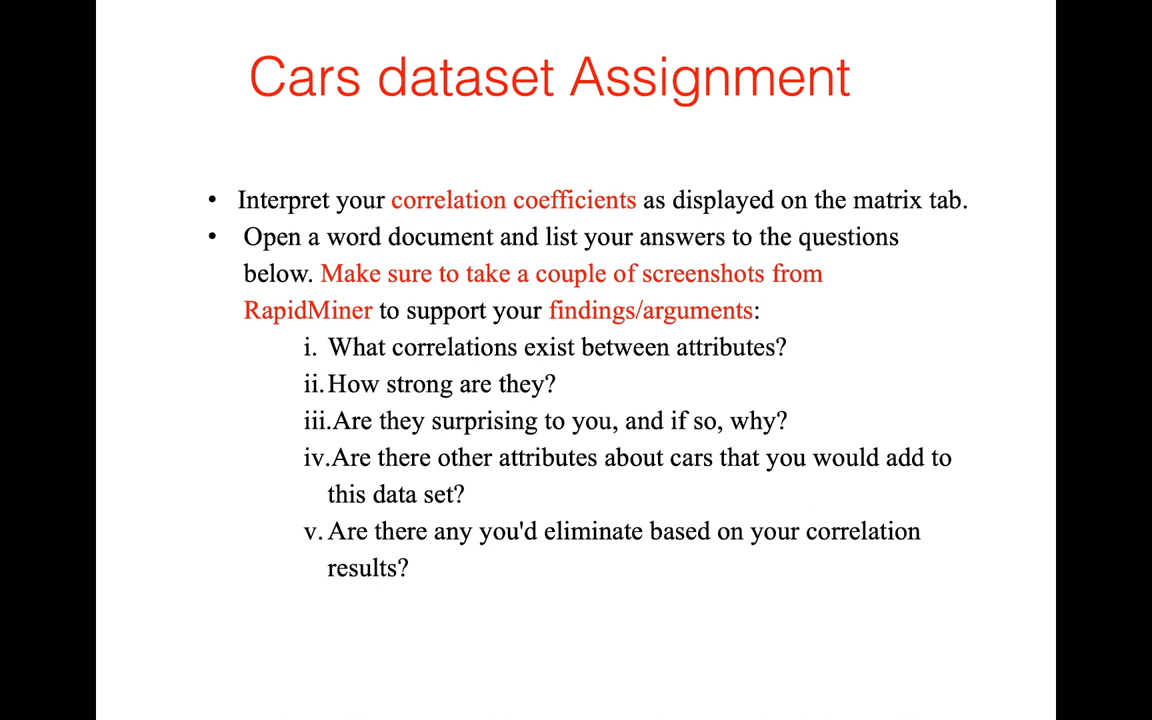 Cars dataset Assignment
• Interpret your correlation coefficients as displayed on the matrix tab.
• Open a word document and list your answers to the questions
below. Make sure to take a couple of screenshots from
RapidMiner to support your findings/arguments:
i. What correlations exist between attributes?
ii. How strong are they?
iii.Are they surprising to you, and if so, why?
iv.Are there other attributes about cars that you would add to
this data set?
v. Are there any you'd eliminate based on your correlation
results?